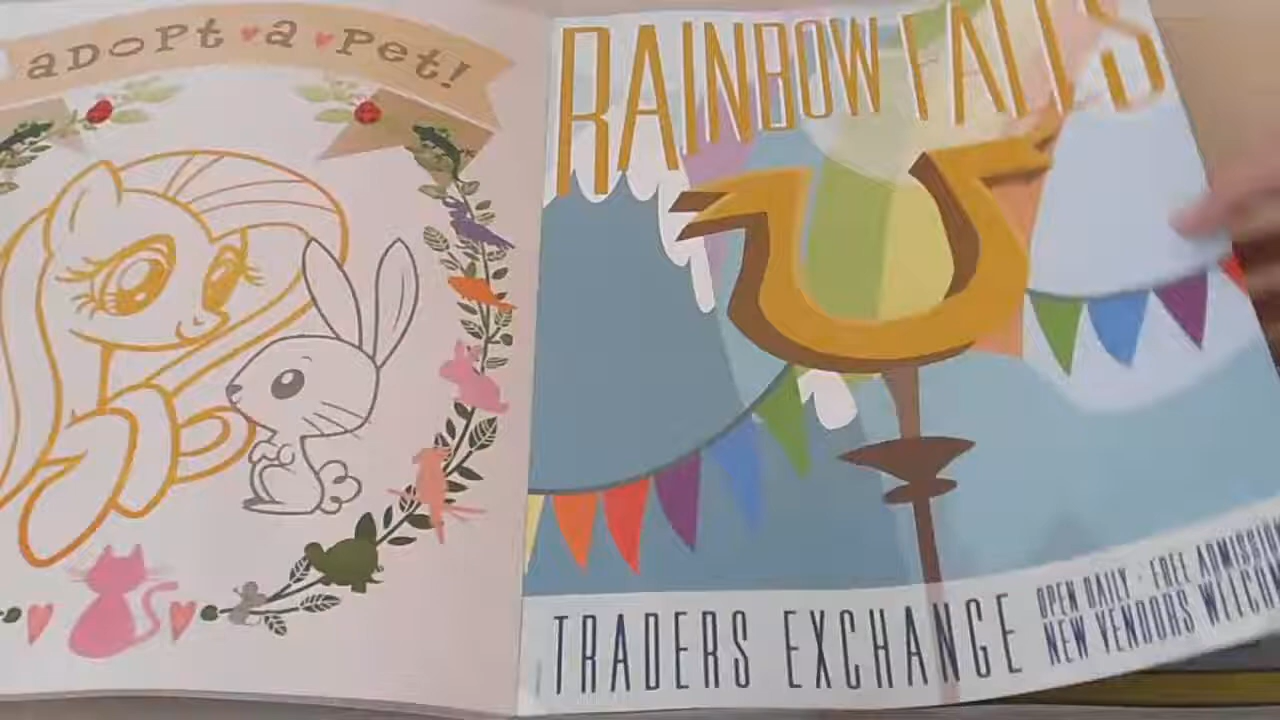 aDOPt a Pet!
RAINBOW FALLS
TRADERS EXCHANGE
OPEN DAILY · FREE ADMISSION
NEW VENDORS